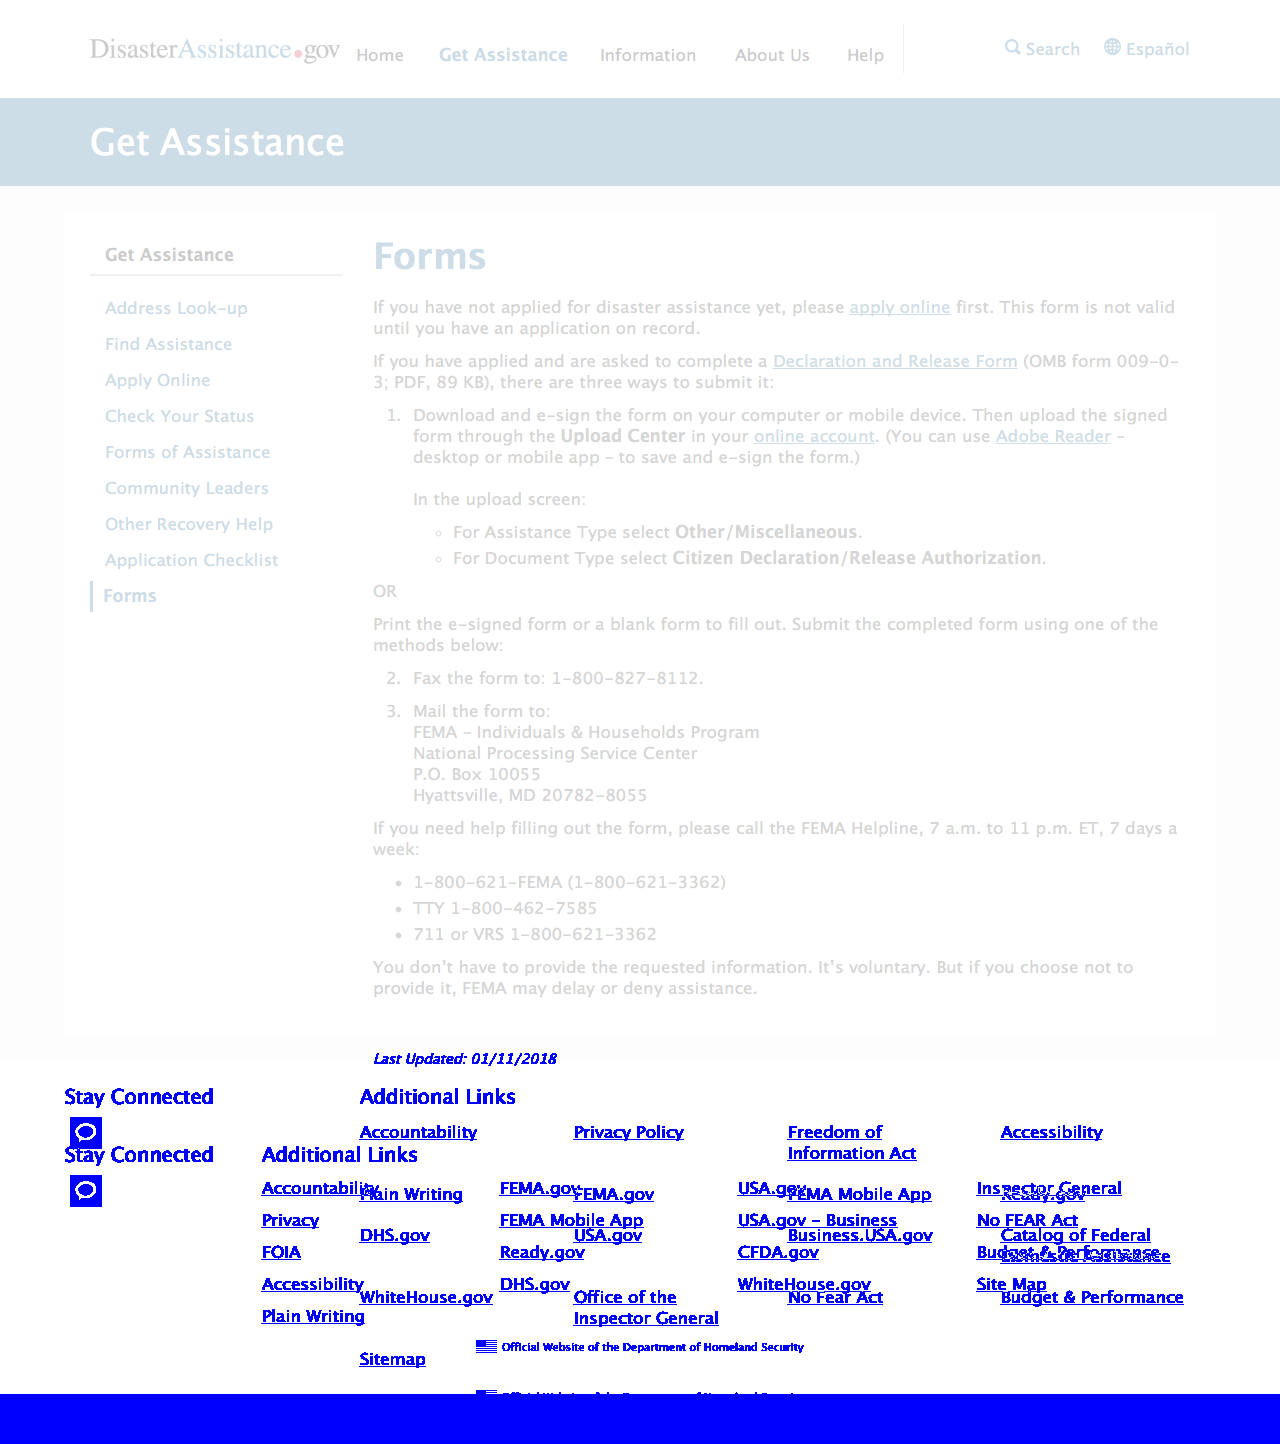 DisasterAssistance.gov Home Get Assistance Information About Us Help Search Español
Get Assistance
Get Assistance
Address Look-up
Find Assistance
Apply Online
Check Your Status
Forms of Assistance
Community Leaders
Other Recovery Help
Application Checklist
Forms
Forms
If you have not applied for disaster assistance yet, please apply online first. This form is not valid
until you have an application on record.
If you have applied and are asked to complete a Declaration and Release Form (OMB form 009-0-
3; PDF, 89 KB), there are three ways to submit it:
1. Download and e-sign the form on your computer or mobile device. Then upload the signed
form through the Upload Center in your online account. (You can use Adobe Reader –
desktop or mobile app – to save and e-sign the form.)
In the upload screen:
For Assistance Type select Other/Miscellaneous.
For Document Type select Citizen Declaration/Release Authorization.
OR
Print the e-signed form or a blank form to fill out. Submit the completed form using one of the
methods below:
2. Fax the form to: 1-800-827-8112.
3. Mail the form to:
FEMA – Individuals & Households Program
National Processing Service Center
P.O. Box 10055
Hyattsville, MD 20782-8055
If you need help filling out the form, please call the FEMA Helpline, 7 a.m. to 11 p.m. ET, 7 days a
week:
• 1-800-621-FEMA (1-800-621-3362)
• TTY 1-800-462-7585
• 711 or VRS 1-800-621-3362
You don't have to provide the requested information. It's voluntary. But if you choose not to
provide it, FEMA may delay or deny assistance.
Last Updated: 01/11/2018
Stay Connected Additional Links
Accountability Privacy Policy Freedom of Accessibility
Information Act
Stay Connected Additional Links
Accountability FEMA.gov USA.gov Inspector General
Plain Writing FEMA.gov FEMA Mobile App Ready.gov
Privacy FEMA Mobile App USA.gov - Business No FEAR Act
DHS.gov USA.gov Business.USA.gov Catalog of Federal
FOIA Ready.gov CFDA.gov Budget & Performance
Domestic Assistance
Accessibility DHS.gov WhiteHouse.gov Site Map
WhiteHouse.gov Office of the No Fear Act Budget & Performance
Plain Writing Inspector General
Official Website of the Department of Homeland Security
Sitemap